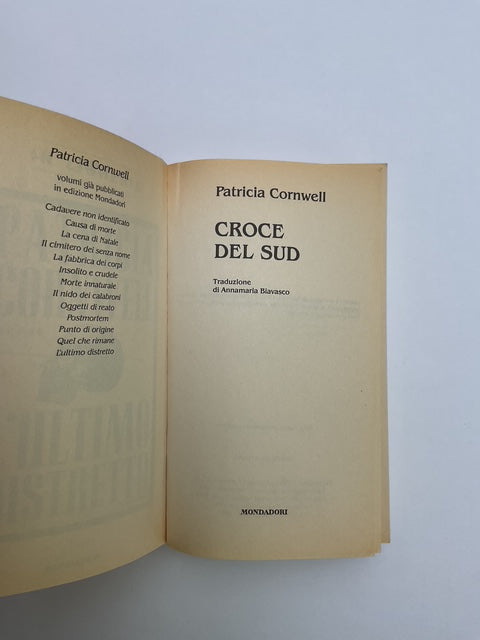 Patricia Cornwell
volumi già pubblicati
in edizione Mondadori
Cadavere non identificato
Causa di morte
La cena di Natale
Il cimitero dei senza nome
La fabbrica dei corpi
Insolito e crudele
Morte innaturale
Il nido dei calabroni
Oggetti di reato
Postmortem
Punto di origine
Quel che rimane
L'ultimo distretto
Patricia Cornwell
CROCE
DEL SUD
Traduzione
di Annamaria Biavasco
MONDADORI